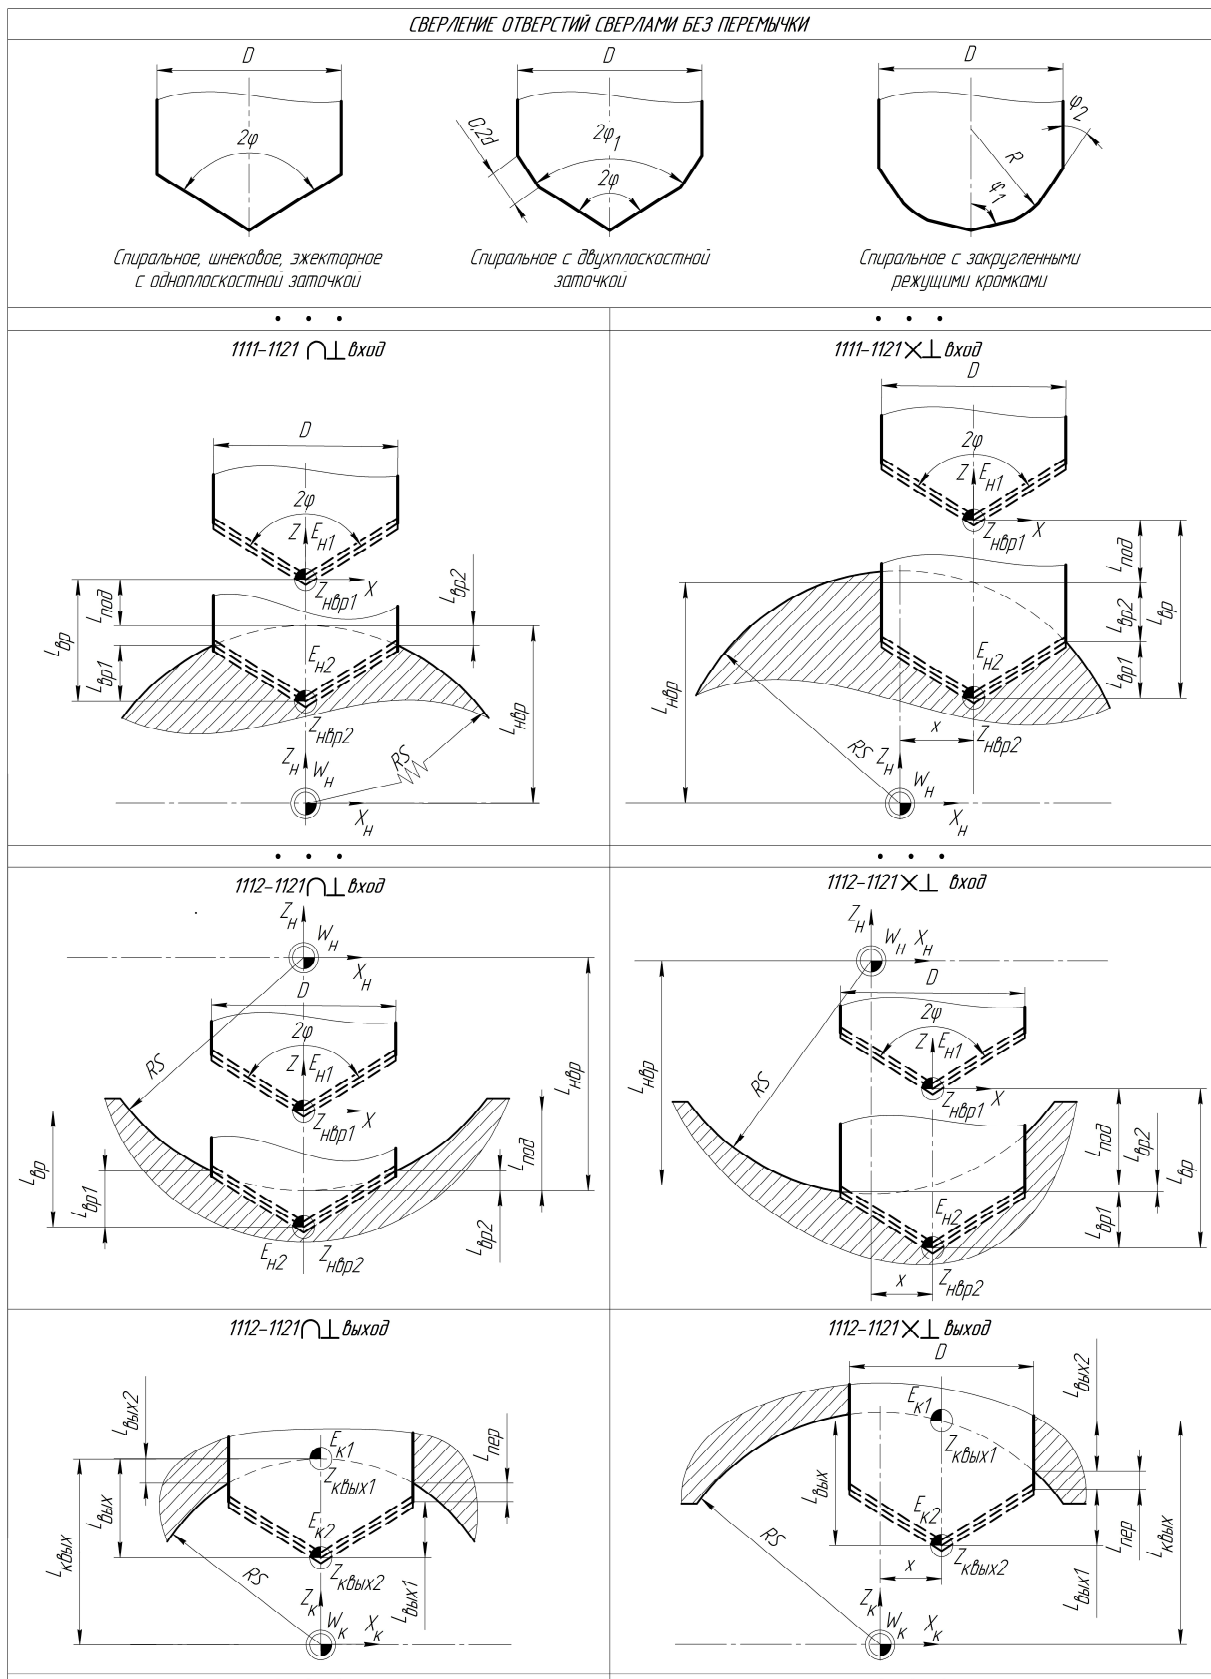 СВЕРЛЕНИЕ ОТВЕРСТИЙ СВЕРЛАМИ БЕЗ ПЕРЕМЫЧКИ
D
2φ
D
0,2d
2φ1
2φ
D
φ2
R
φ1
Спиральное, шнековое, эжекторное
с одноплоскостной заточкой
Спиральное с двухплоскостной
заточкой
Спиральное с закругленными
режущими кромками
• • •
• • •
1111–1121 ⋂⊥ вход
D
2φ
Z
Eн1
Zнвр1
X
Lпод
Lвр
Lвр1
Lвр2
Eн2
Zнвр2
Lнвр
RS
Zн
Wн
Xн
1111–1121 ×⊥ вход
D
2φ
Z
Eн1
Zнвр1
X
Lпод
Lвр2
Lвр
Lвр1
Eн2
Lнвр
x
Zнвр2
RS
Zн
Wн
Xн
• • •
• • •
1112–1121 ⋂⊥ вход
Zн
Wн
Xн
D
2φ
RS
Z
Eн1
Zнвр1
X
Lнвр
Lпод
Lвр
Lвр1
Lвр2
Eн2
Zнвр2
1112–1121 ×⊥ вход
Zн
Wн
Xн
D
2φ
Z
Eн1
Lнвр
RS
Zнвр1
X
Lпод
Lвр2
Lвр
Eн2
Lвр1
x
Zнвр2
1112–1121 ⋂⊥ выход
Lвых2
Eк1
Lпер
Zквых1
Lвых
Eк2
Lквых
RS
Zквых2
Lвых1
Zк
Wк
Xк
1112–1121 ×⊥ выход
D
Lвых2
Eк1
Zквых1
Lвых
Eк2
RS
Lпер
Lквых
Zквых2
x
Lвых1
Zк
Wк
Xк